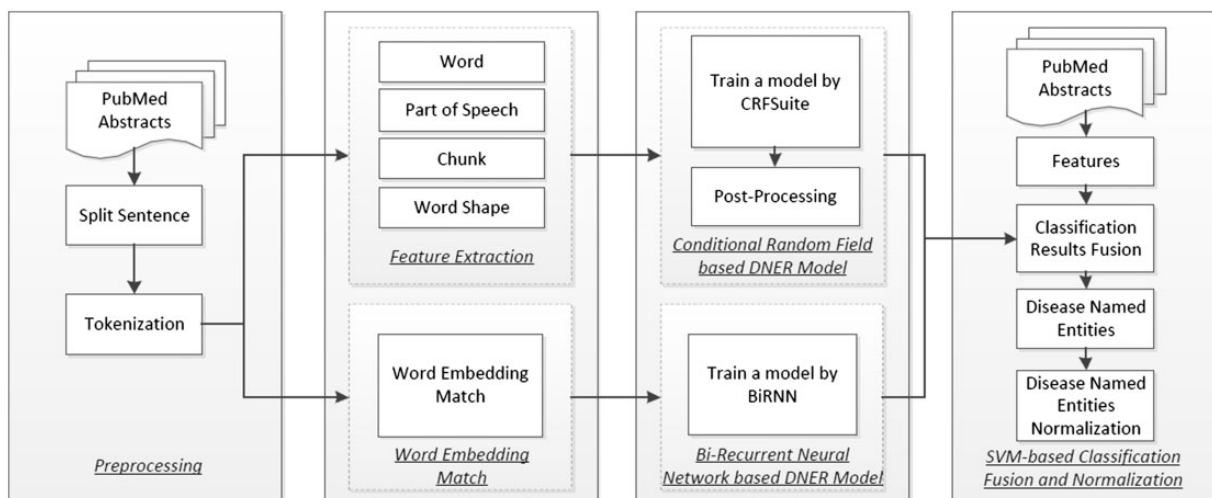 PubMed
Abstracts
Split Sentence
Tokenization
Preprocessing
Word
Part of Speech
Chunk
Word Shape
Feature Extraction
Word Embedding
Match
Word Embedding
Match
Train a model by
CRFSuite
Post-Processing
Conditional Random Field
based DNER Model
Train a model by
BiRNN
Bi-Recurrent Neural
Network based DNER Model
PubMed
Abstracts
Features
Classification
Results Fusion
Disease Named
Entities
Disease Named
Entities
Normalization
SVM-based Classification
Fusion and Normalization